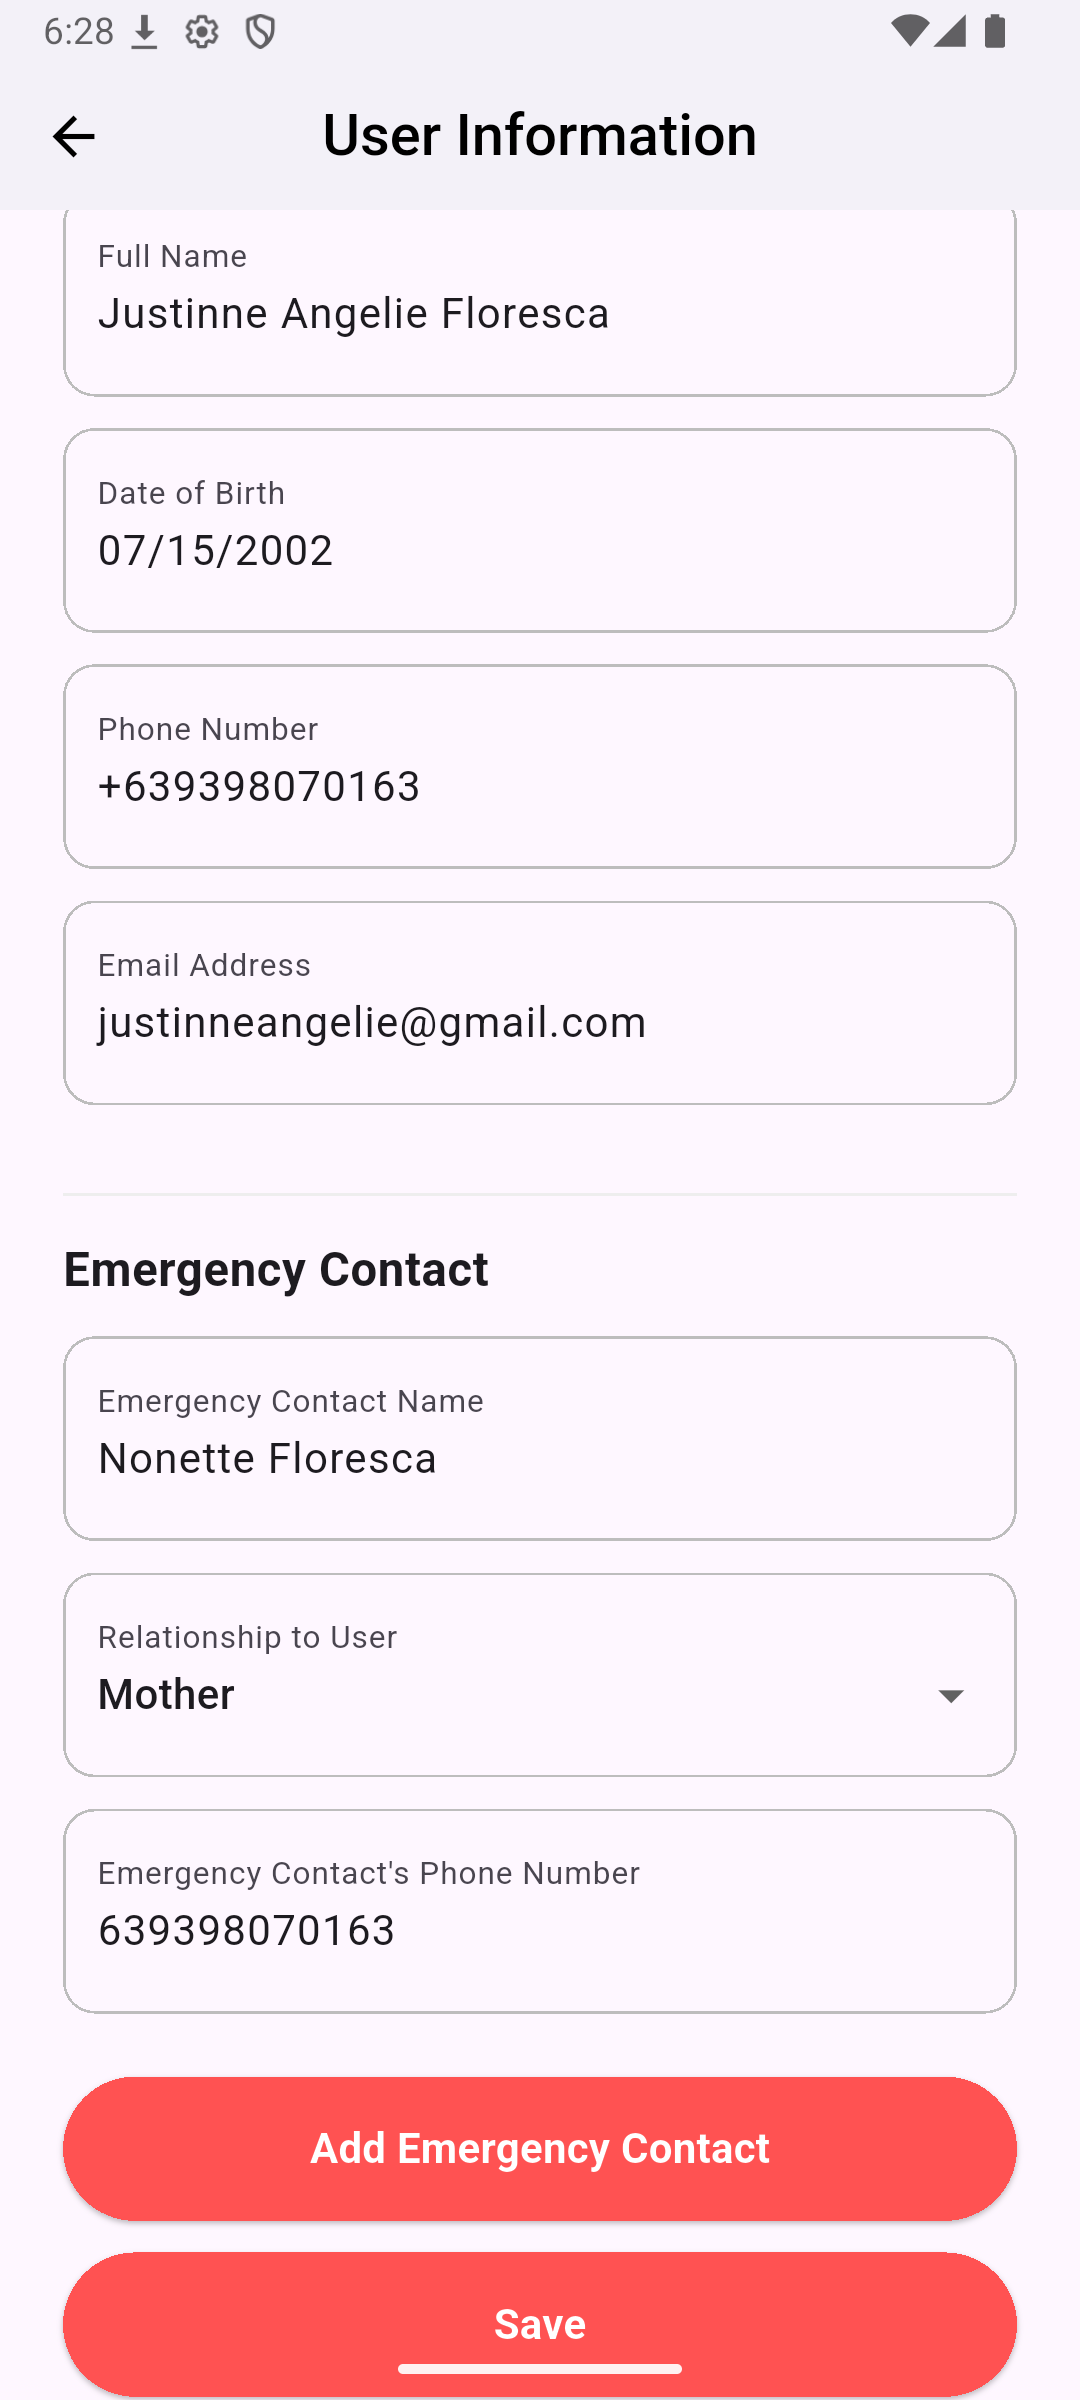 6:28
User Information
Full Name
Justinne Angelie Floresca
Date of Birth
07/15/2002
Phone Number
+639398070163
Email Address
justinneangelie@gmail.com
Emergency Contact
Emergency Contact Name
Nonette Floresca
Relationship to User
Mother
Emergency Contact's Phone Number
639398070163
Add Emergency Contact
Save